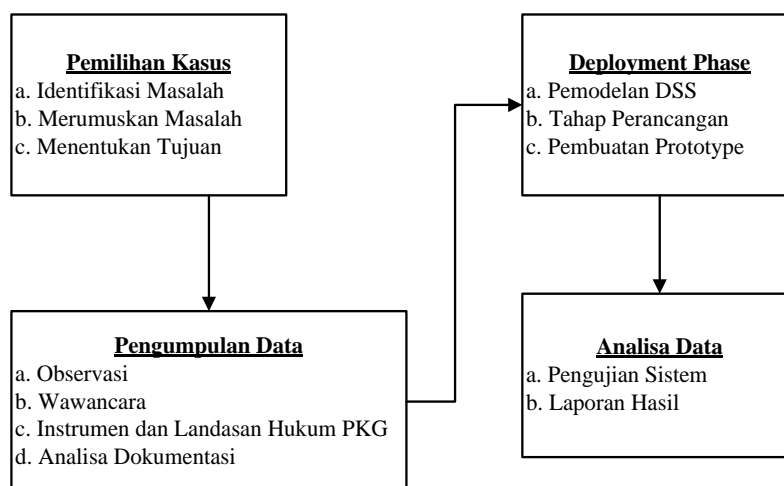 Pemilihan Kasus
a. Identifikasi Masalah
b. Merumuskan Masalah
c. Menentukan Tujuan
Pengumpulan Data
a. Observasi
b. Wawancara
c. Instrumen dan Landasan Hukum PKG
d. Analisa Dokumentasi
Deployment Phase
a. Pemodelan DSS
b. Tahap Perancangan
c. Pembuatan Prototype
Analisa Data
a. Pengujian Sistem
b. Laporan Hasil